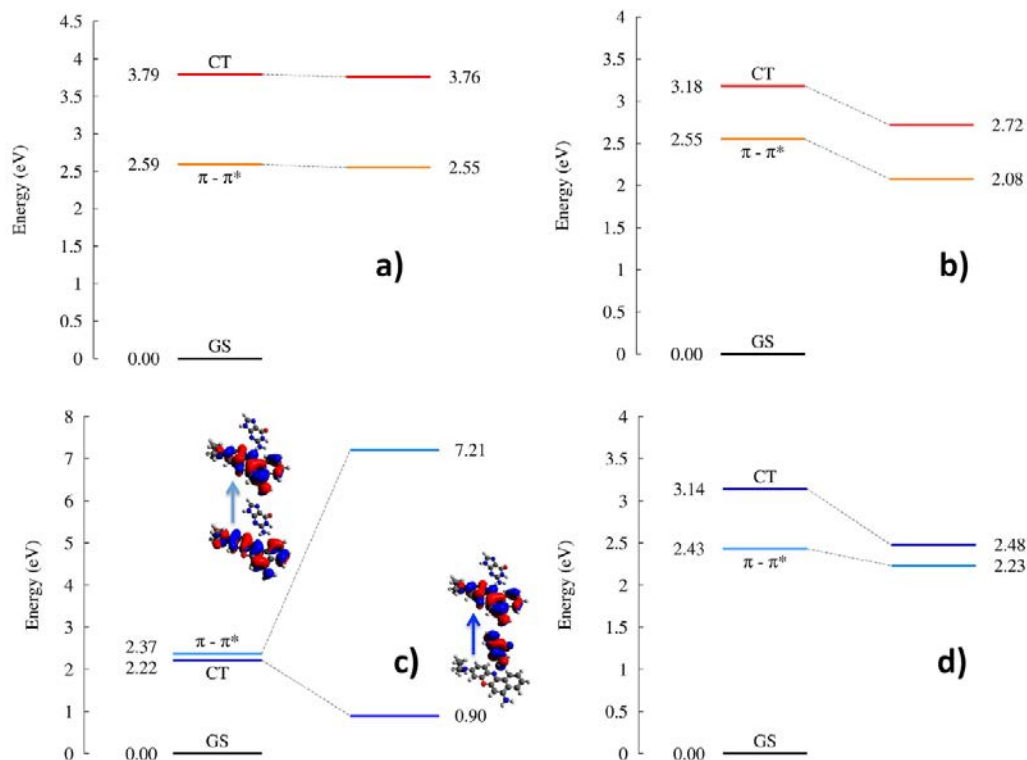 4.5
4
3.5
3
2.5
2
1.5
1
0.5
0
Energy (eV)
CT
3.79
3.76
2.59
π - π*
2.55
a)
GS
0.00
4
3.5
3
2.5
2
1.5
1
0.5
0
Energy (eV)
CT
3.18
2.72
2.55
π - π*
2.08
b)
GS
0.00
8
7
6
5
4
3
2
1
0
Energy (eV)
7.21
2.37
π - π*
2.22
CT
c)
0.90
GS
0.00
4
3.5
3
2.5
2
1.5
1
0.5
0
Energy (eV)
3.14
CT
2.48
2.43
π - π*
2.23
d)
GS
0.00